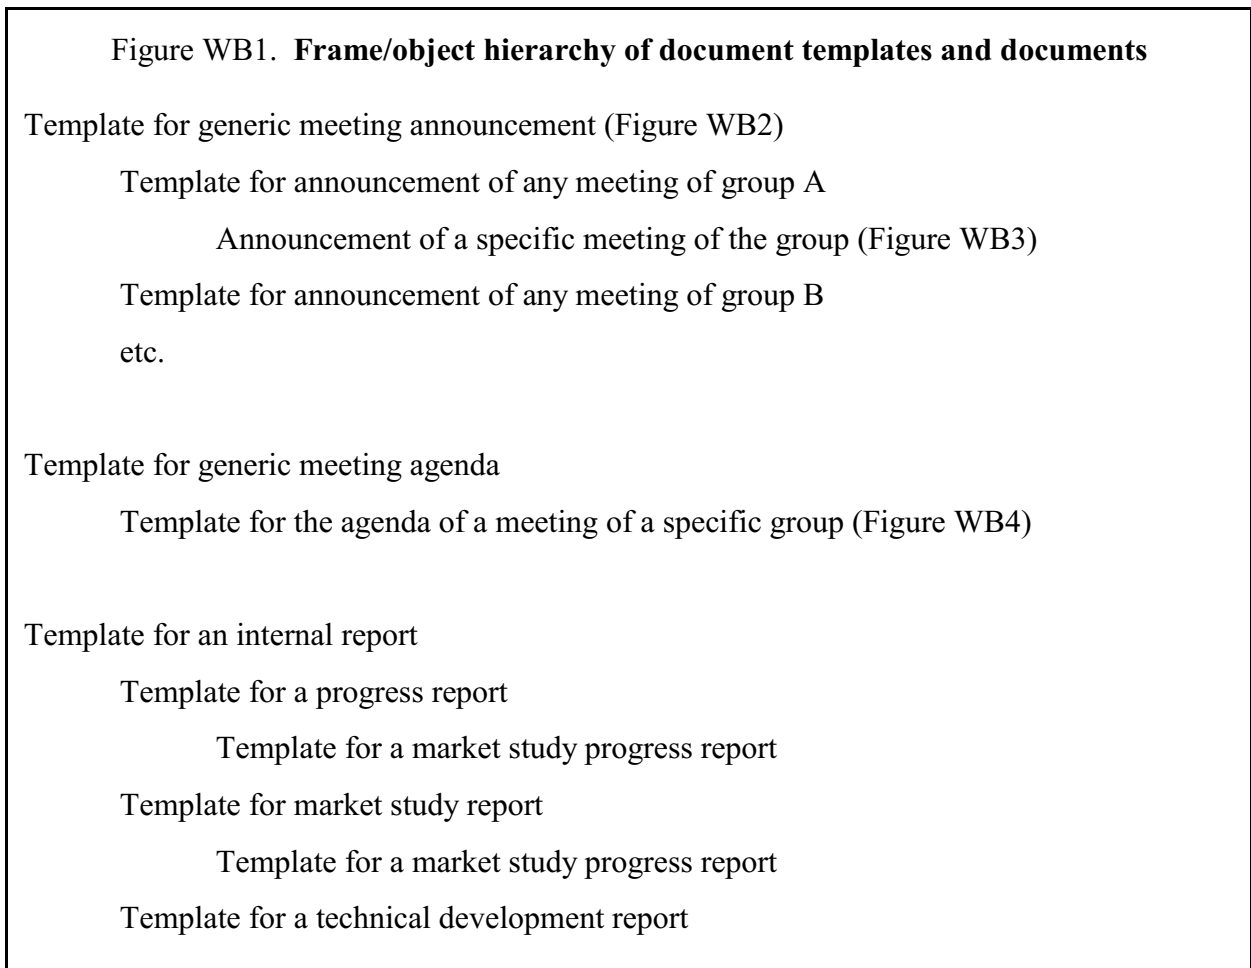 Figure WB1. Frame/object hierarchy of document templates and documents
Template for generic meeting announcement (Figure WB2)
Template for announcement of any meeting of group A
Announcement of a specific meeting of the group (Figure WB3)
Template for announcement of any meeting of group B
etc.
Template for generic meeting agenda
Template for the agenda of a meeting of a specific group (Figure WB4)
Template for an internal report
Template for a progress report
Template for a market study progress report
Template for market study report
Template for a market study progress report
Template for a technical development report